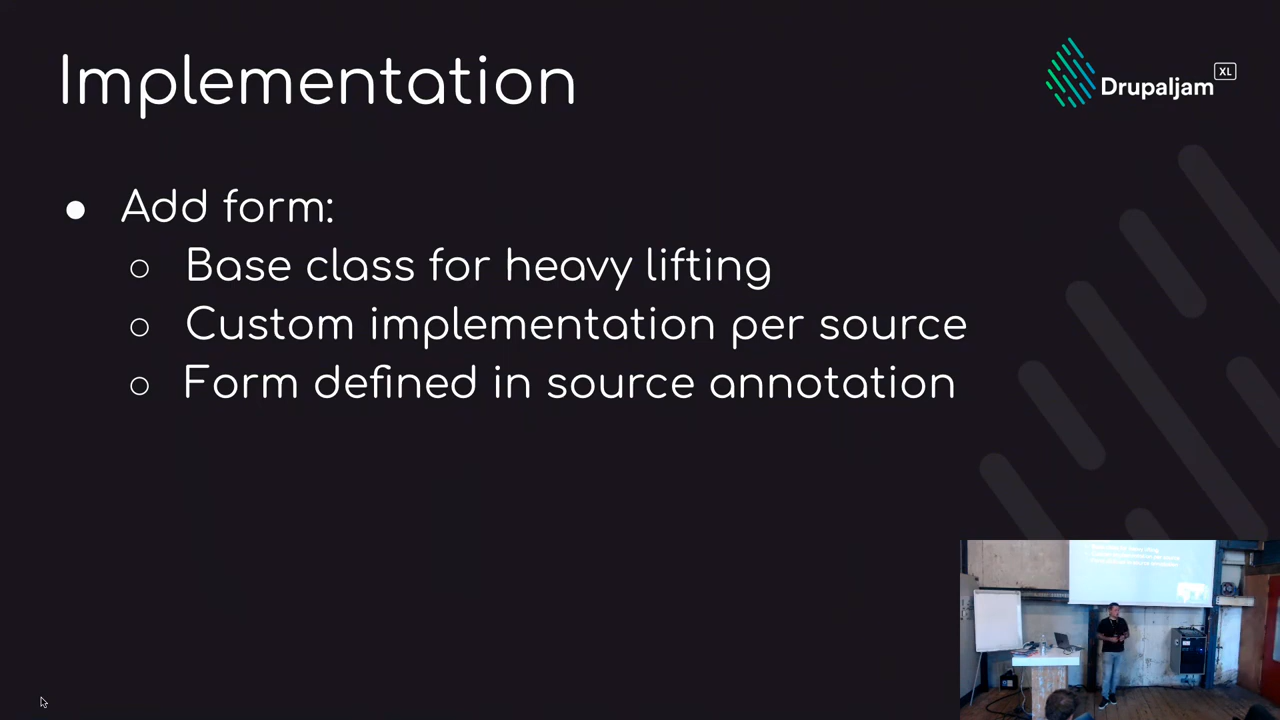 Implementation
XL
Drupaljam
● Add form:
○ Base class for heavy lifting
○ Custom implementation per source
○ Form defined in source annotation